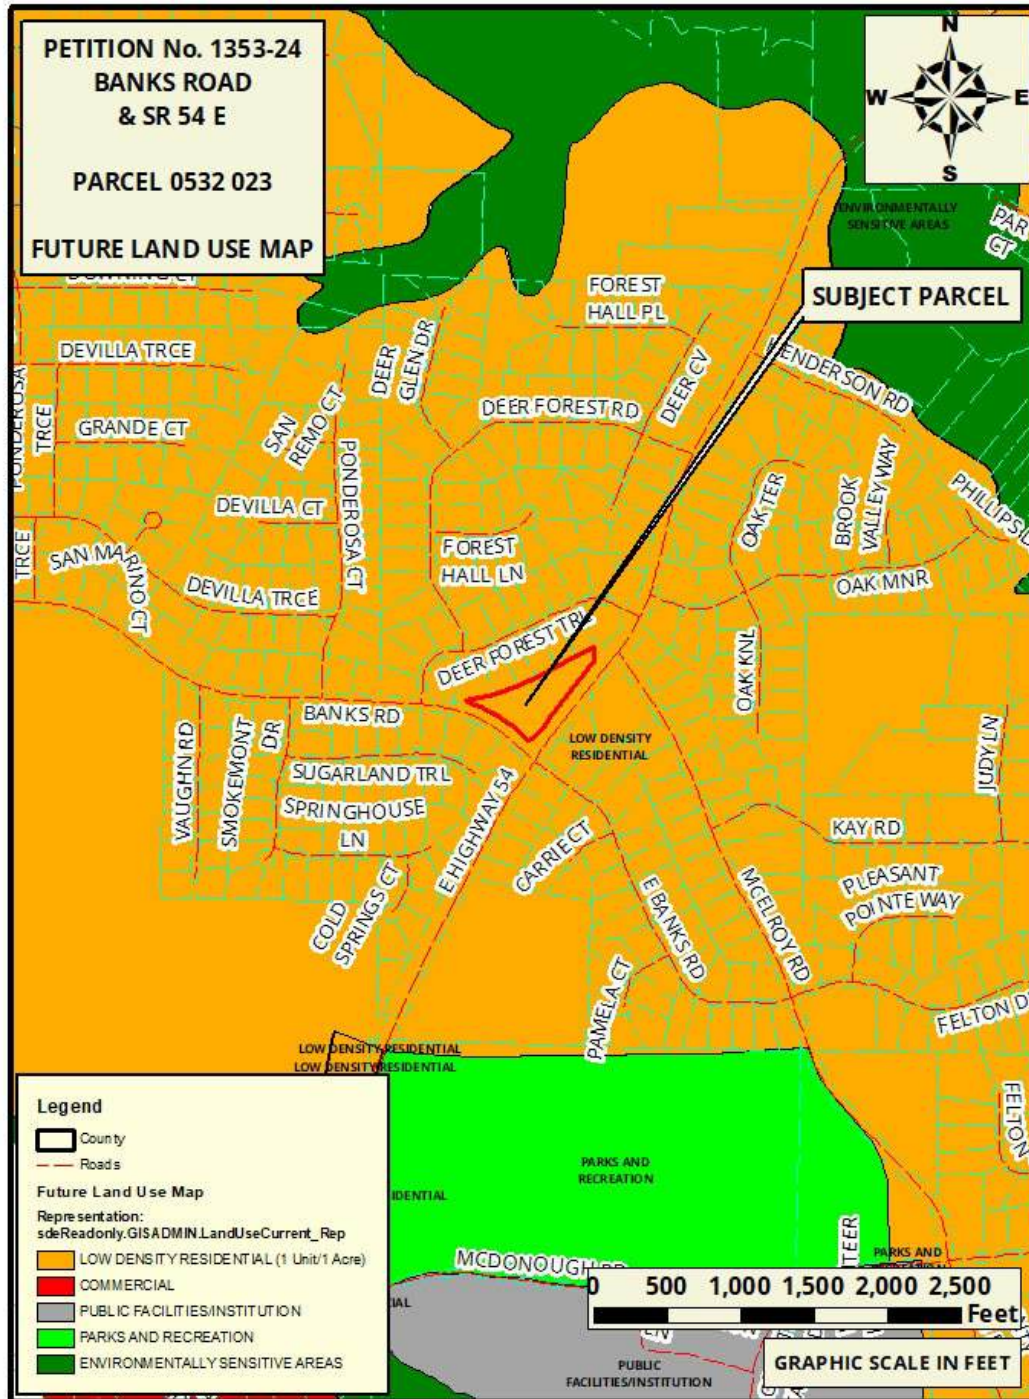 PETITION No. 1353-24
BANKS ROAD
& SR 54 E
PARCEL 0532 023
FUTURE LAND USE MAP
N
W
E
S
ENVIRONMENTALLY
SENSITIVE AREAS
SUBJECT PARCEL
FOREST
HALL PL
DEVILLA TRCE
DEER
GLEN DR
DEER CV
HENDERSON RD
PONDEROSA
TRCE
GRANDE CT
SAN
REMO CT
DEER FOREST RD
PONDEROSA CT
DEVILLA CT
OAK TER
BROOK
VALLEY WAY
TRCE
SAN MARINO CT
FOREST
HALL LN
DEVILLA TRCE
OAK MNR
DEER FOREST TRL
OAK KNL
BANKS RD
VAUGHN RD
SMOKEMONT
DR
LOW DENSITY
RESIDENTIAL
JUDY LN
SUGARLAND TRL
SPRINGHOUSE
LN
E HIGHWAY 54
CARRIE CT
KAY RD
COLD
SPRINGS CT
E BANKS RD
MCELROY RD
PLEASANT
POINTE WAY
PAMELA CT
LOW DENSITY RESIDENTIAL
LOW DENSITY RESIDENTIAL
FELTON
PARKS AND
RECREATION
MCDONOUGH
PARKS AND
PUBLIC
FACILITIES/INSTITUTION
Legend
County
Roads
Future Land Use Map
Representation:
sdeReadonly.GISADMIN.LandUseCurrent_Rep
LOW DENSITY RESIDENTIAL (1 Unit/1 Acre)
COMMERCIAL
PUBLIC FACILITIES/INSTITUTION
PARKS AND RECREATION
ENVIRONMENTALLY SENSITIVE AREAS
0 500 1,000 1,500 2,000 2,500
Feet
GRAPHIC SCALE IN FEET